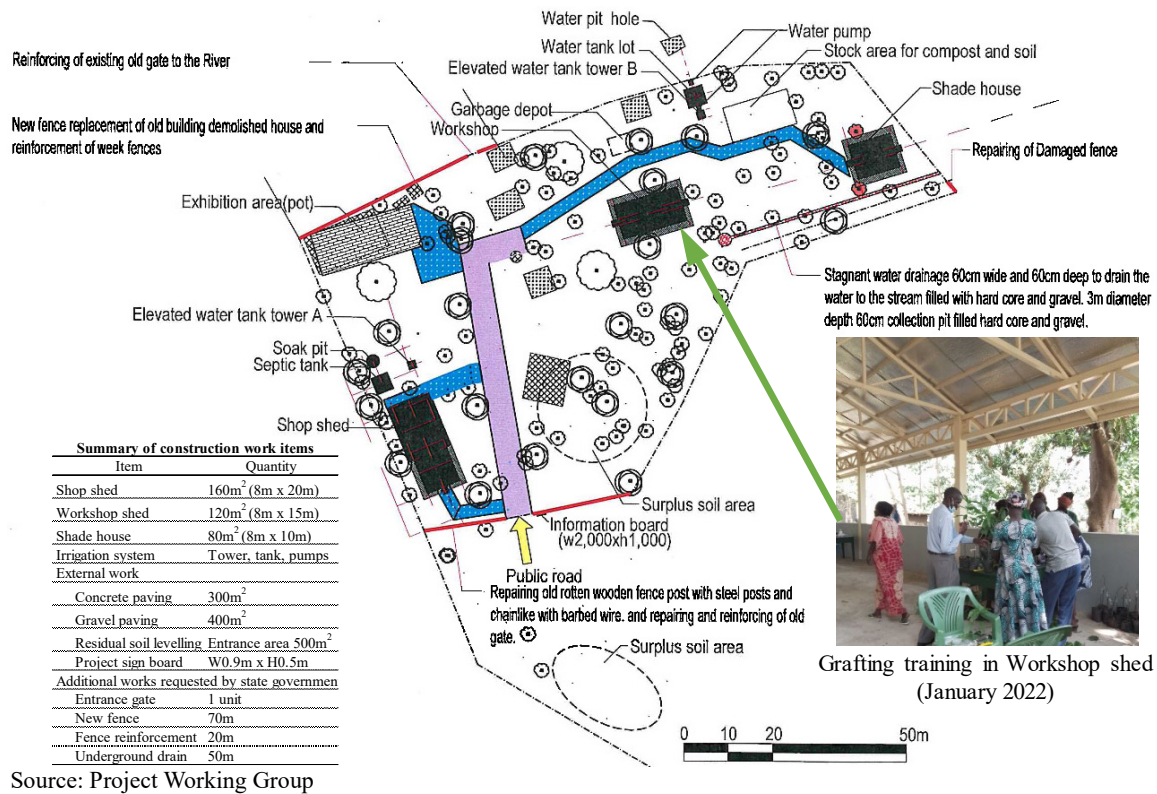 Water pit hole
Water tank lot
Elevated water tank tower B
Garbage depot
Workshop
Water pump
Stock area for compost and soil
Shade house
Reinforcing of existing old gate to the River
New fence replacement of old building demolished house and
reinforcement of week fences
Exhibition area(pot)
Repairing of Damaged fence
Stagnant water drainage 60cm wide and 60cm deep to drain the
water to the stream filled with hard core and gravel. 3m diameter
depth 60cm collection pit filled hard core and gravel.
Elevated water tank tower A
Soak pit
Septic tank
Shop shed
Surplus soil area
Information board
(w2,000xh1,000)
Public road
Repairing old rotten wooden fence post with steel posts and
chainlike with barbed wire. and repairing and reinforcing of old
gate.
Surplus soil area
0 10 20 50m
Grafting training in Workshop shed
(January 2022)
Summary of construction work items
Item Quantity
Shop shed 160m² (8m x 20m)
Workshop shed 120m² (8m x 15m)
Shade house 80m² (8m x 10m)
Irrigation system Tower, tank, pumps
External work
Concrete paving 300m²
Gravel paving 400m²
Residual soil levelling Entrance area 500m²
Project sign board W0.9m x H0.5m
Additional works requested by state governmen
Entrance gate 1 unit
New fence 70m
Fence reinforcement 20m
Underground drain 50m
Source: Project Working Group